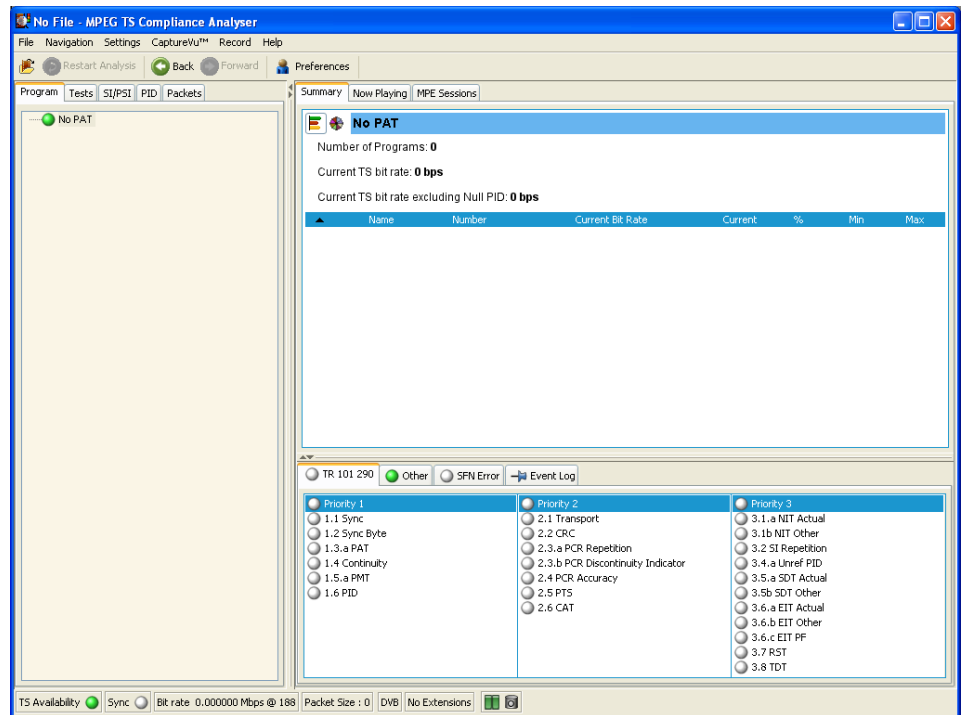 No File - MPEG TS Compliance Analyser
File Navigation Settings CaptureVu™ Record Help
Restart Analysis Back Forward Preferences
Program Tests SI/PSI PID Packets
No PAT
Summary Now Playing MPE Sessions
No PAT
Number of Programs: 0
Current TS bit rate: 0 bps
Current TS bit rate excluding Null PID: 0 bps
Name Number Current Bit Rate Current % Min Max
TR 101 290 Other SFN Error Event Log
Priority 1
1.1 Sync
1.2 Sync Byte
1.3.a PAT
1.4 Continuity
1.5.a PMT
1.6 PID
Priority 2
2.1 Transport
2.2 CRC
2.3.a PCR Repetition
2.3.b PCR Discontinuity Indicator
2.4 PCR Accuracy
2.5 PTS
2.6 CAT
Priority 3
3.1.a NIT Actual
3.1b NIT Other
3.2 SI Repetition
3.4.a Unref PID
3.5.a SDT Actual
3.5b SDT Other
3.6.a EIT Actual
3.6.b EIT Other
3.6.c EIT PF
3.7 RST
3.8 TDT
TS Availability Sync Bit rate 0.000000 Mbps @ 188 Packet Size : 0 DVB No Extensions